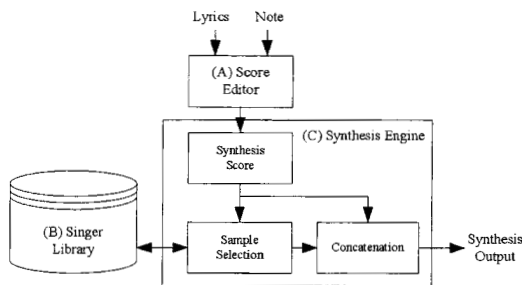 Lyrics Note
(A) Score
Editor
(C) Synthesis Engine
Synthesis
Score
(B) Singer
Library
Sample
Selection
Concatenation
Synthesis
Output